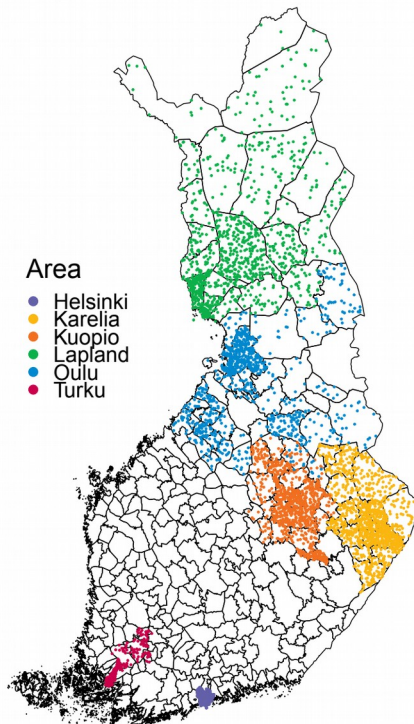 Area
Helsinki
Karelia
Kuopio
Lapland
Oulu
Turku